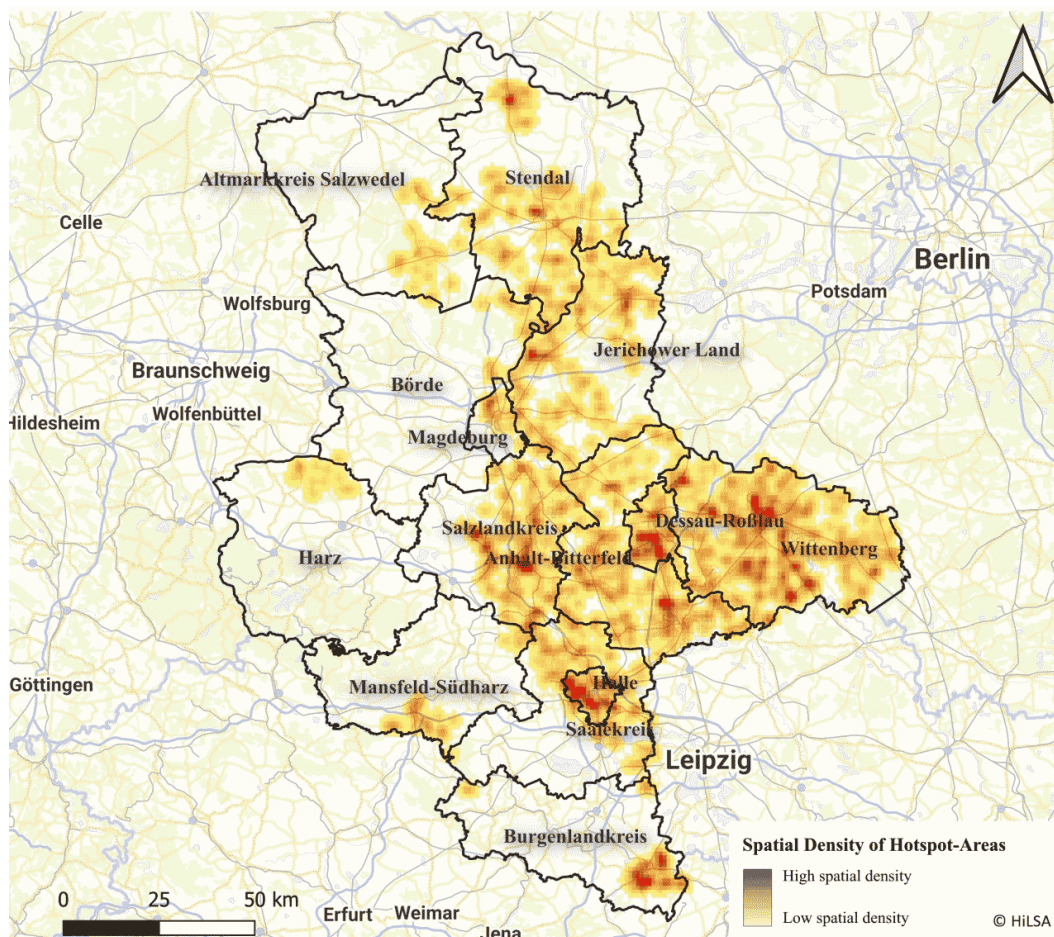 Altmarkkreis Salzwedel
Stendal
Celle
Berlin
Potsdam
Wolfsburg
Jerichower Land
Braunschweig
Börde
Wolfenbüttel
Hildesheim
Magdeburg
Salzlandkreis
Dessau-Roßlau
Harz
Anhalt-Bitterfeld
Wittenberg
Göttingen
Mansfeld-Südharz
Halle
Saalekreis
Leipzig
Burgenlandkreis
Spatial Density of Hotspot-Areas
High spatial density
Low spatial density
0 25 50 km
Erfurt
Weimar
Jena
© HiLSA